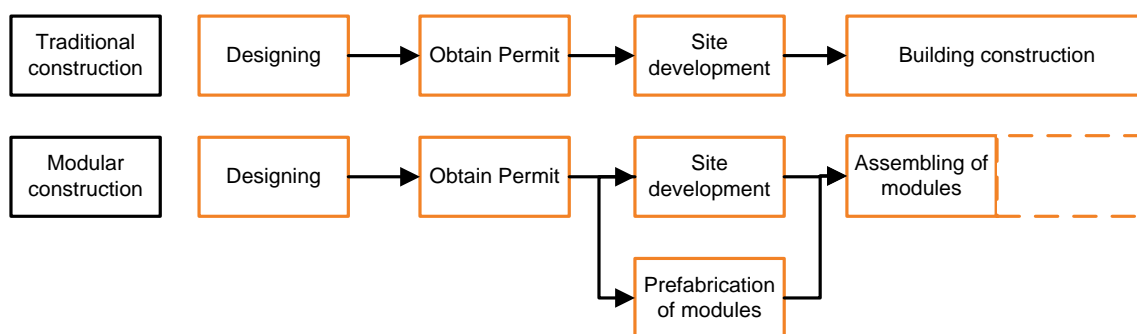 Traditional
construction
Designing
Obtain Permit
Site
development
Building construction
Modular
construction
Designing
Obtain Permit
Site
development
Assembling of
modules
Prefabrication
of modules